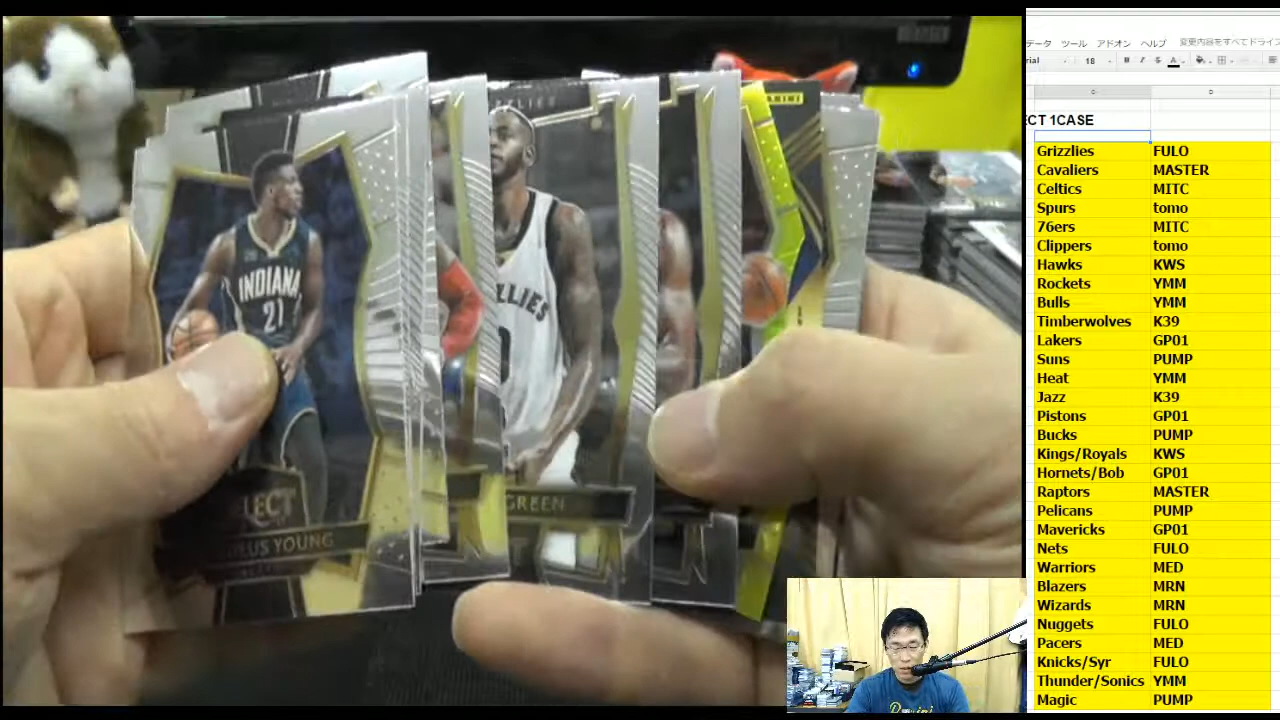 データ ツール アドオン ヘルプ 変更内容をすべてドライ
rial 18 B I S A
CT 1CASE
Grizzlies FULO
Cavaliers MASTER
Celtics MITC
Spurs tomo
76ers MITC
Clippers tomo
Hawks KWS
Rockets YMM
Bulls YMM
Timberwolves K39
Lakers GP01
Suns PUMP
Heat YMM
Jazz K39
Pistons GP01
Bucks PUMP
Kings/Royals KWS
Hornets/Bob GP01
Raptors MASTER
Pelicans PUMP
Mavericks GP01
Nets FULO
Warriors MED
Blazers MRN
Wizards MRN
Nuggets FULO
Pacers MED
Knicks/Syr FULO
Thunder/Sonics YMM
Magic PUMP
PANINI
INDIANA
21
ZLIES
GREEN
LECT
YOUNG